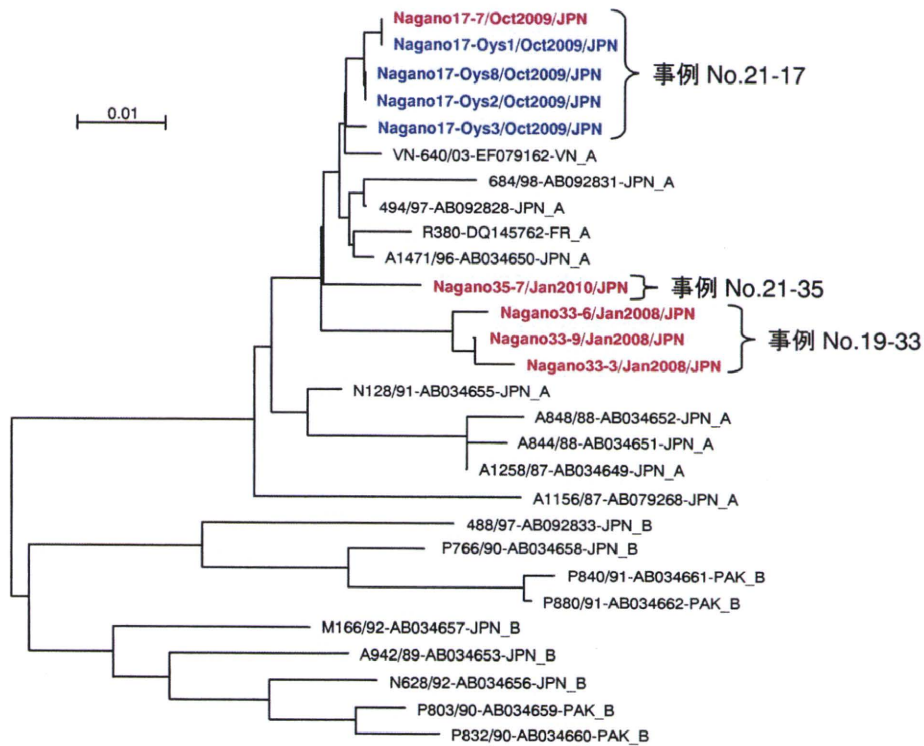 Nagano17-7/Oct2009/JPN
Nagano17-Oys1/Oct2009/JPN
Nagano17-Oys8/Oct2009/JPN
事例 No.21-17
Nagano17-Oys2/Oct2009/JPN
0.01
Nagano17-Oys3/Oct2009/JPN
VN-640/03-EF079162-VN_A
684/98-AB092831-JPN_A
494/97-AB092828-JPN_A
R380-DQ145762-FR_A
A1471/96-AB034650-JPN_A
Nagano35-7/Jan2010/JPN
事例 No.21-35
Nagano33-6/Jan2008/JPN
Nagano33-9/Jan2008/JPN
事例 No.19-33
Nagano33-3/Jan2008/JPN
N128/91-AB034655-JPN_A
A848/88-AB034652-JPN_A
A844/88-AB034651-JPN_A
A1258/87-AB034649-JPN_A
A1156/87-AB079268-JPN_A
488/97-AB092833-JPN_B
P766/90-AB034658-JPN_B
P840/91-AB034661-PAK_B
P880/91-AB034662-PAK_B
M166/92-AB034657-JPN_B
A942/89-AB034653-JPN_B
N628/92-AB034656-JPN_B
P803/90-AB034659-PAK_B
P832/90-AB034660-PAK_B